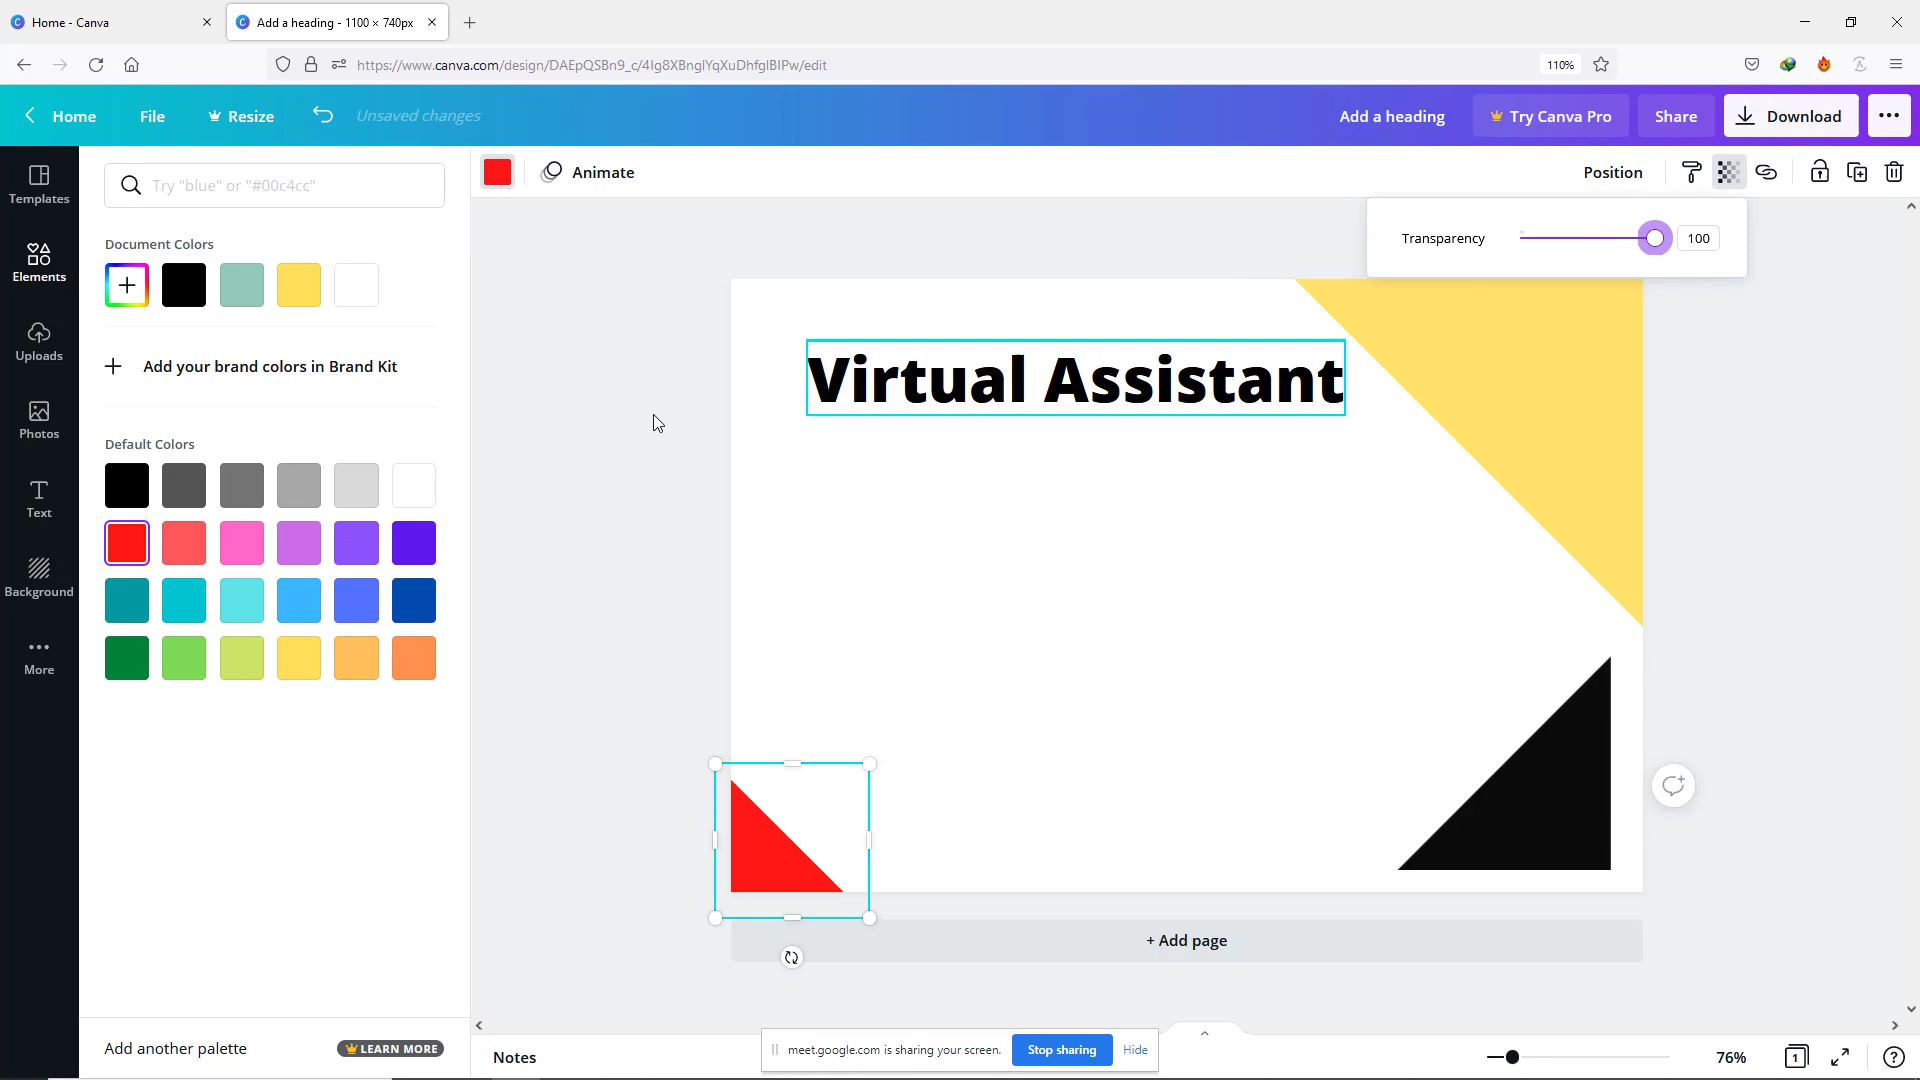 Home - Canva
Add a heading - 1100 × 740px
https://www.canva.com/design/DAEpQSBn9_c/4Ig8XBnglYqXuDhfglBIPw/edit
110%
Home
File
Resize
Unsaved changes
Add a heading
Try Canva Pro
Share
Download
Templates
Elements
Uploads
Photos
Text
Background
More
Try "blue" or "#00c4cc"
Document Colors
Add your brand colors in Brand Kit
Default Colors
Add another palette
LEARN MORE
Animate
Position
Transparency
100
Virtual Assistant
+ Add page
Notes
meet.google.com is sharing your screen.
Stop sharing
Hide
76%
1